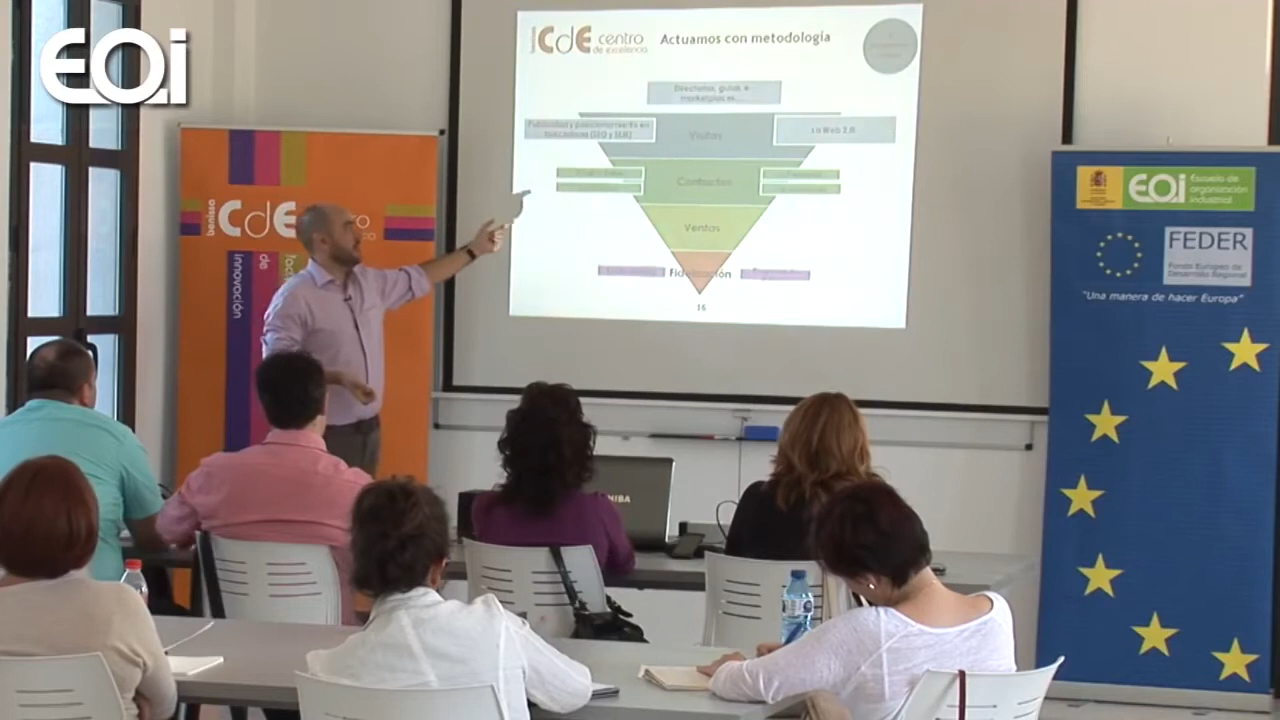 EOi
benissa
CdE centro
de excelencia
Actuamos con metodología
Directorios, guías, e-
marketplaces...
Publicidad y posicionamiento en
buscadores (SEO y SEM)
Visitas
La Web 2.0
Contactos
Ventas
Fidelización
16
benissa
CdE
innovación
de
EOi
Escuela de
organización
industrial
FEDER
Fondo Europeo de
Desarrollo Regional
"Una manera de hacer Europa"